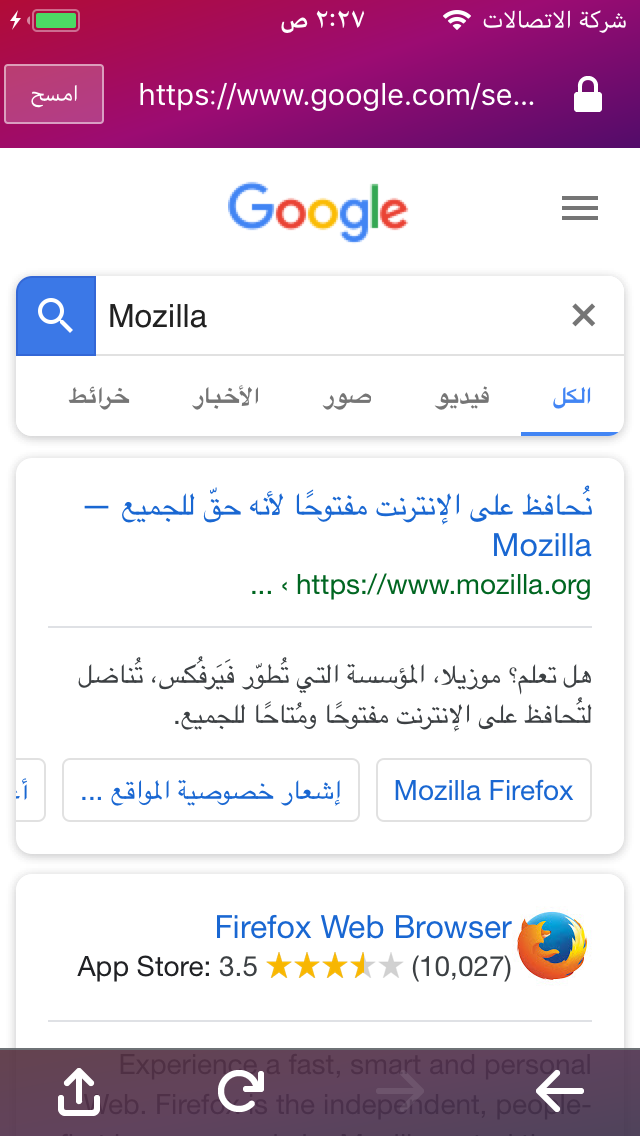 شركة الاتصالات ٢:٢٧ ص
https://www.google.com/se... امسح
Google
Mozilla
الكل فيديو صور الأخبار خرائط
نُحافظ على الإنترنت مفتوحًا لأنه حقّ للجميع —
Mozilla
https://www.mozilla.org › ...
هل تعلم؟ موزيلا، المؤسسة التي تُطوّر فَيَرفُكس، تُناضل
لتُحافظ على الإنترنت مفتوحًا ومُتاحًا للجميع.
Mozilla Firefox إشعار خصوصية المواقع ...
Firefox Web Browser
App Store: 3.5 (10,027)
Experience a fast, smart and personal
Web. Firefox is the independent, people-